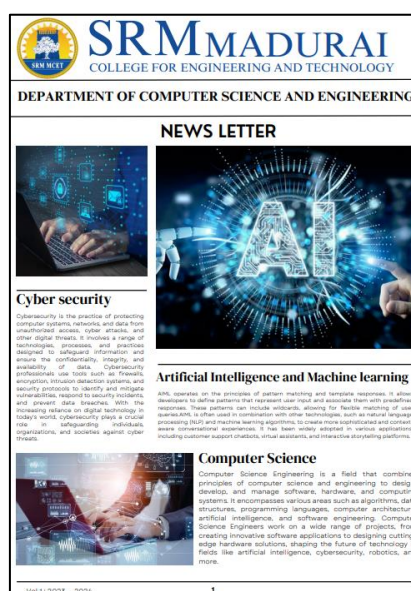 SRM MADURAI
COLLEGE FOR ENGINEERING AND TECHNOLOGY
SRM MCET
DEPARTMENT OF COMPUTER SCIENCE AND ENGINEERING
NEWS LETTER
AI
Cyber security
Cybersecurity is the practice of protecting
computer systems, networks, and data from
unauthorized access, cyber attacks, and
other digital threats. It involves a range of
technologies, processes, and practices
designed to safeguard information and
ensure the confidentiality, integrity, and
availability of data. Cybersecurity
professionals use tools such as firewalls,
encryption, intrusion detection systems, and
security protocols to identify and mitigate
vulnerabilities, respond to security incidents,
and prevent data breaches. With the
increasing reliance on digital technology in
today's world, cybersecurity plays a crucial
role in safeguarding individuals,
organizations, and societies against cyber
threats.
Artificial Intelligence and Machine learning
AIML operates on the principles of pattern matching and template responses. It allow
developers to define patterns that represent user input and associate them with predefine
responses. These patterns can include wildcards, allowing for flexible matching of use
queries.AIML is often used in combination with other technologies, such as natural language
processing (NLP) and machine learning algorithms, to create more sophisticated and context
aware conversational experiences. It has been widely adopted in various applications
including customer support chatbots, virtual assistants, and interactive storytelling platforms.
Computer Science
Computer Science Engineering is a field that combine
principles of computer science and engineering to desig
develop, and manage software, hardware, and computin
systems. It encompasses various areas such as algorithms, dat
structures, programming languages, computer architectur
artificial intelligence, and software engineering. Compute
Science Engineers work on a wide range of projects, fro
creating innovative software applications to designing cutting
edge hardware solutions, shaping the future of technology
fields like artificial intelligence, cybersecurity, robotics, an
more.
1